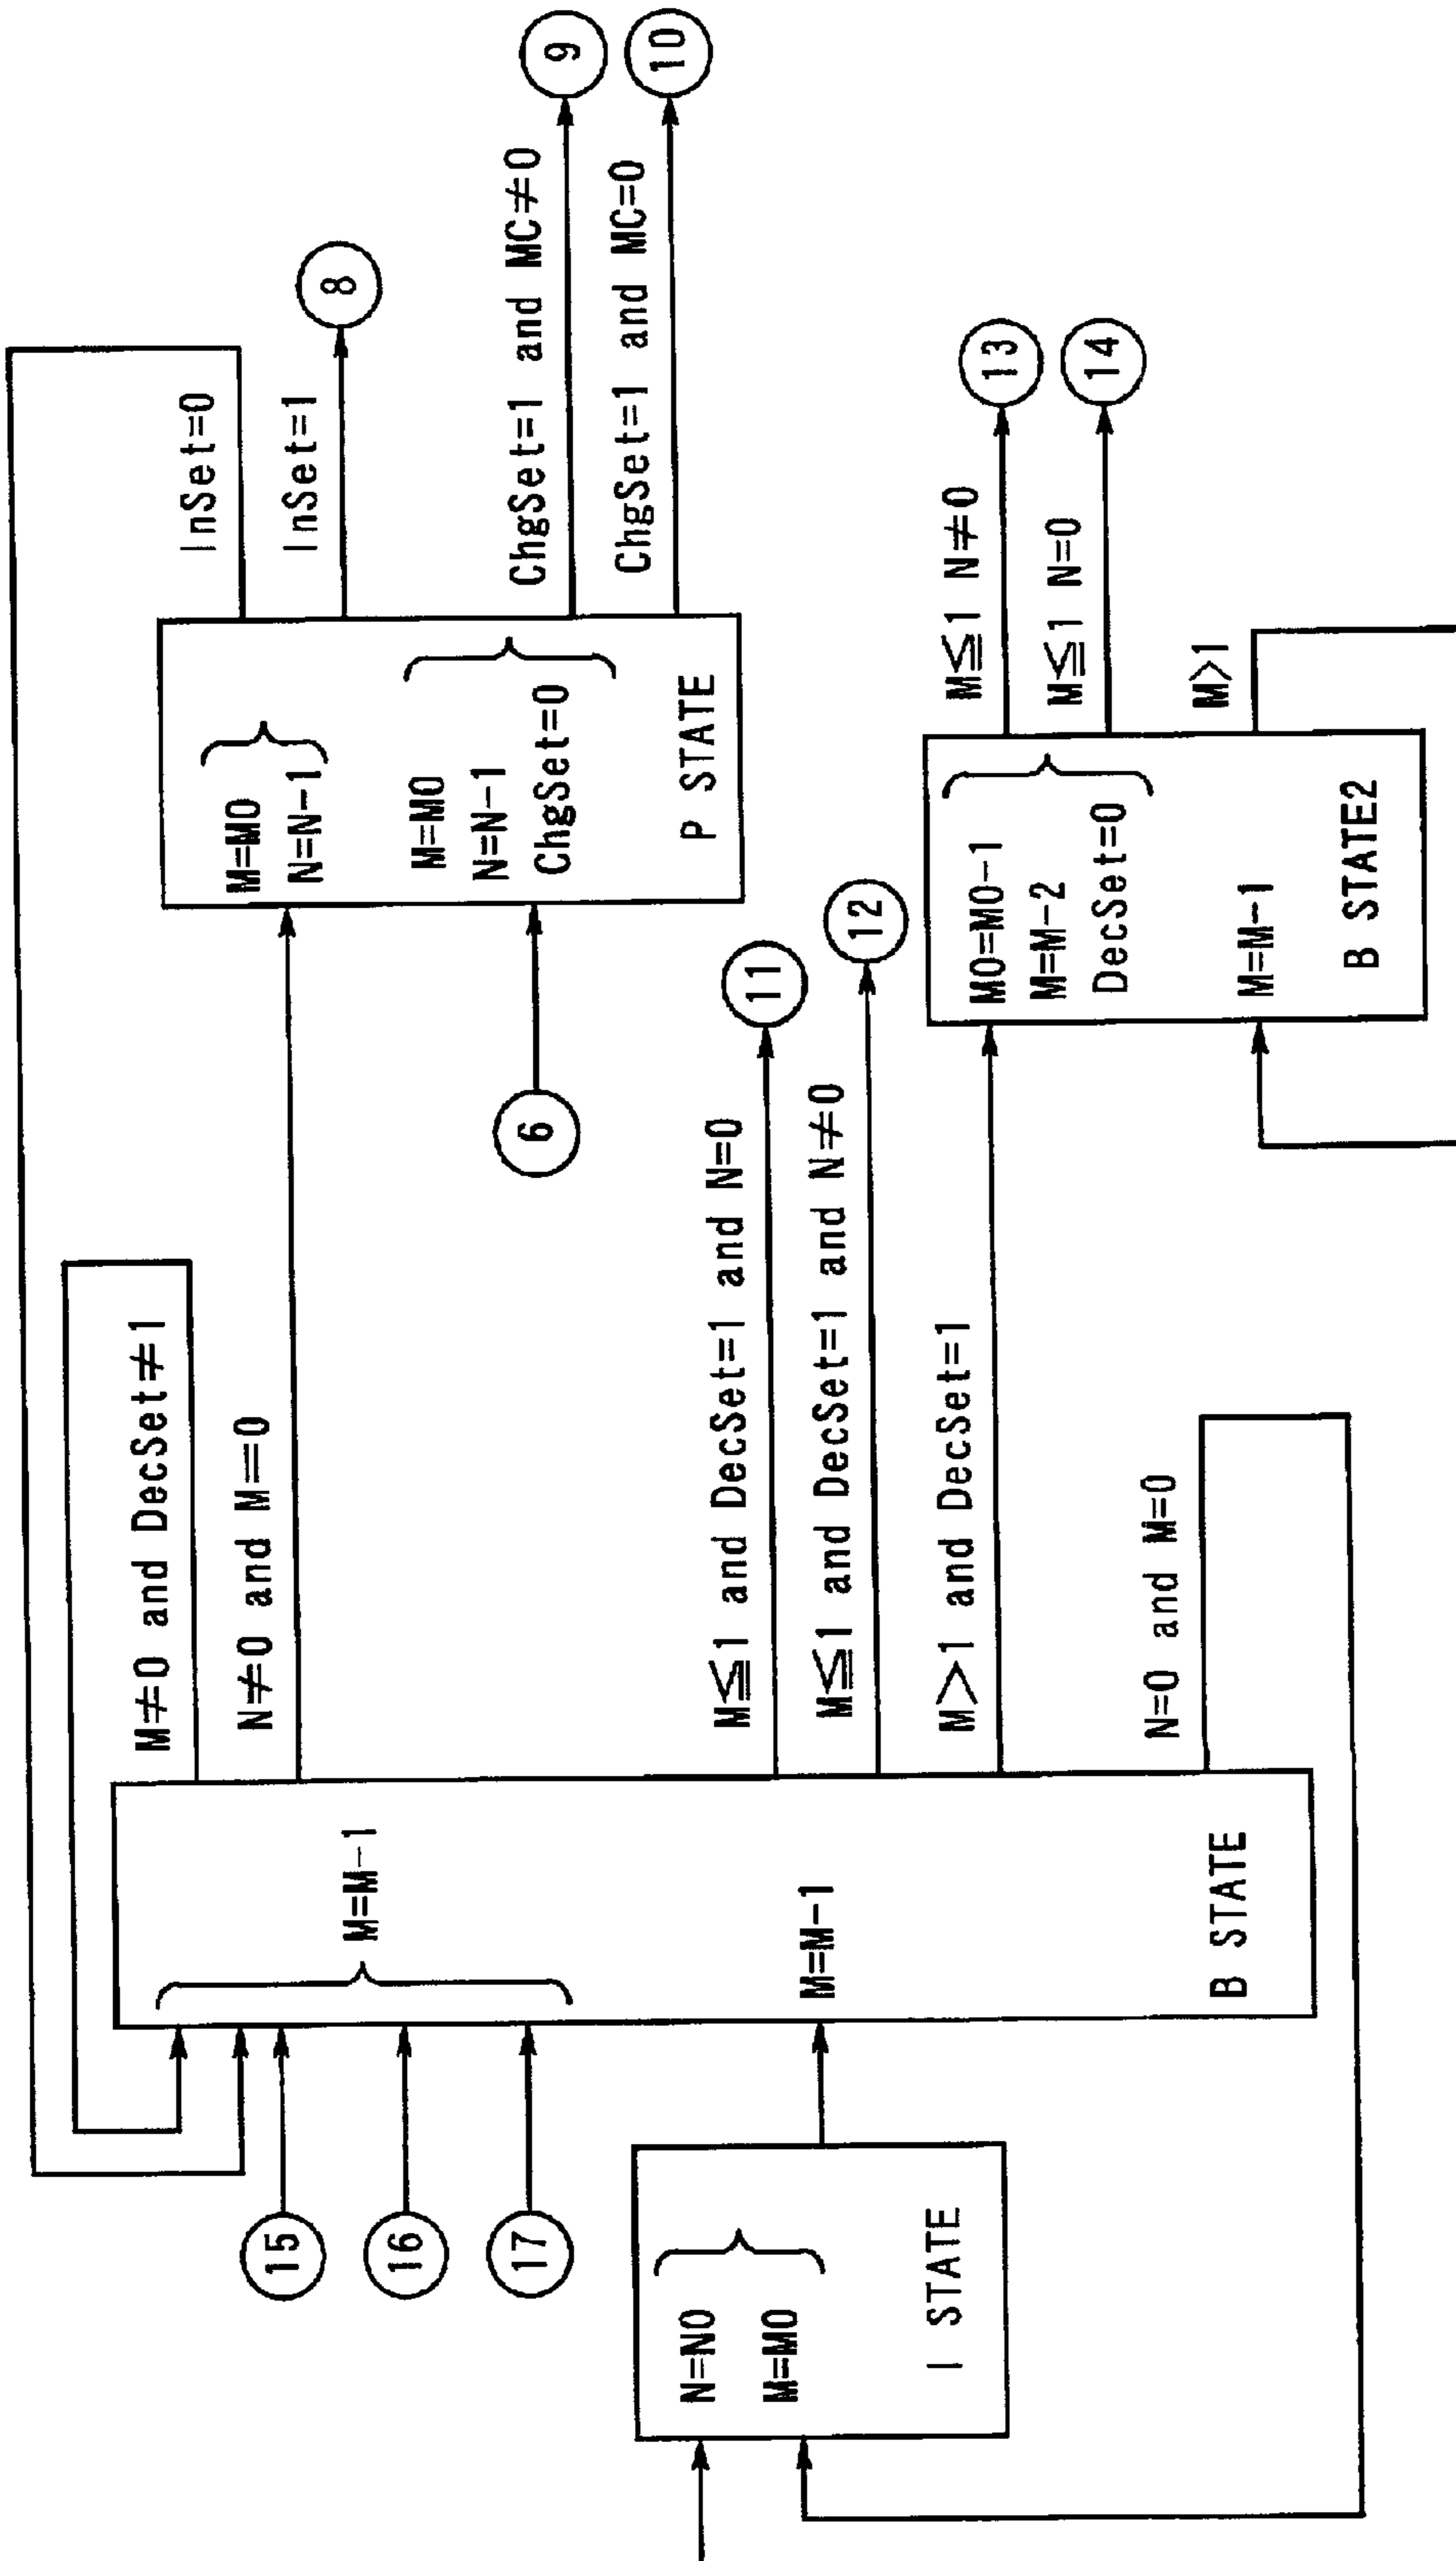 InSet=0
InSet=1
8
M=M0
N=N-1
M=M0
N=N-1
ChgSet=0
P STATE
ChgSet=1 and MC≠0
9
ChgSet=1 and MC=0
10
6
M≠0 and DecSet≠1
N≠0 and M=0
15
16
17
M=M-1
M=M-1
B STATE
M≦1 and DecSet=1 and N=0
11
M≦1 and DecSet=1 and N≠0
12
M>1 and DecSet=1
N=0 and M=0
N=N0
M=M0
I STATE
M0=M0-1
M=M-2
DecSet=0
M=M-1
B STATE2
M≦1 N≠0
13
M≦1 N=0
14
M>1